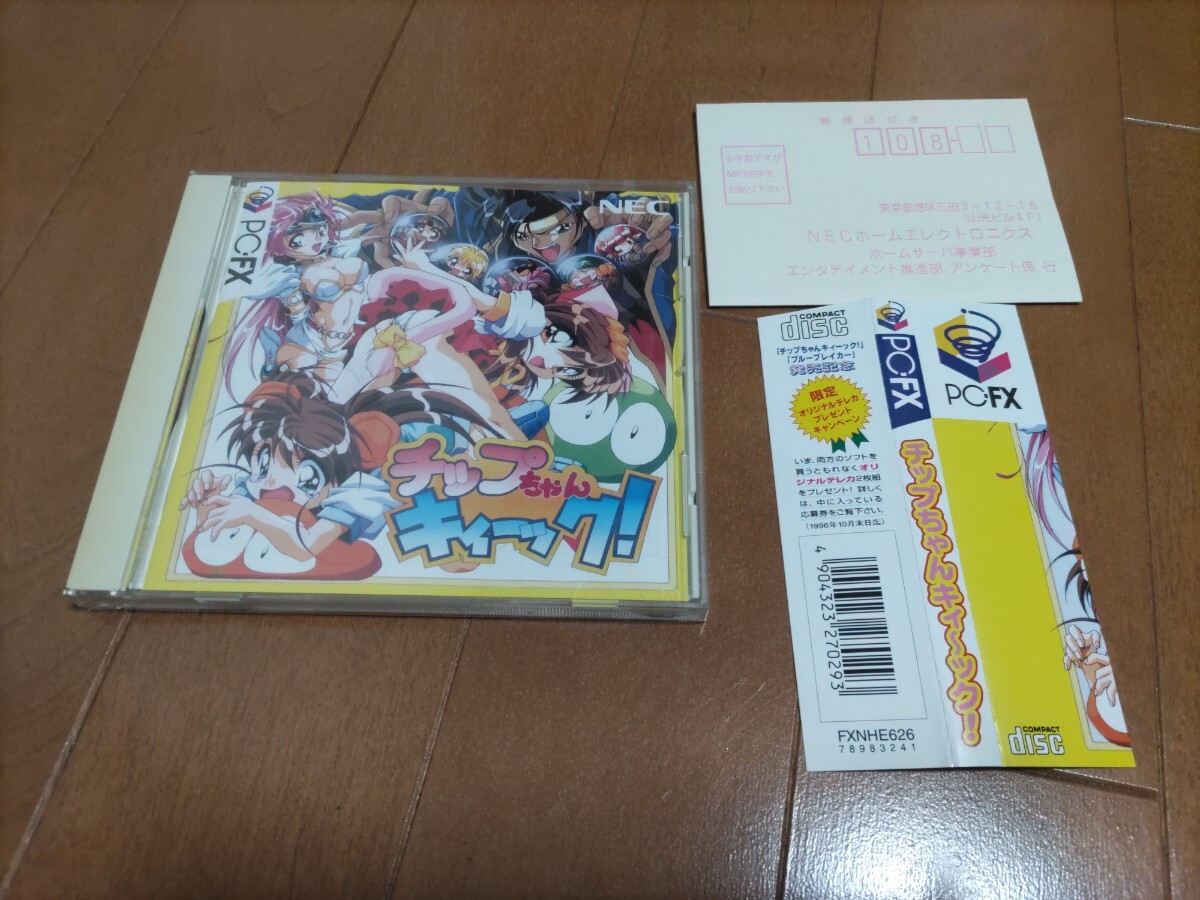 PC-FX
NEC
チップちゃん
キィーック!
郵便はがき
108-
お手数ですが
50円切手を
お貼り下さい
東京都港区三田3-12-16
(山光ビル4F)
NECホームエレクトロニクス
ホームサーバ事業部
エンタテイメント推進部 アンケート係 行
COMPACT
disc
「チップちゃんキィーック!」
「ブルーブレイカー」
発売記念
限定
オリジナルテレカ
プレゼント
キャンペーン
いま、両方のソフトを
買うともれなくオリ
ジナルテレカ2枚組
をプレゼント! 詳しく
は、中に入っている
応募券をご覧下さい。
(1996年10月末日迄)
4 904323 270293
FXNHE626
78983241
PC-FX
チップちゃんキィ〜ック!
PC-FX
COMPACT
disc